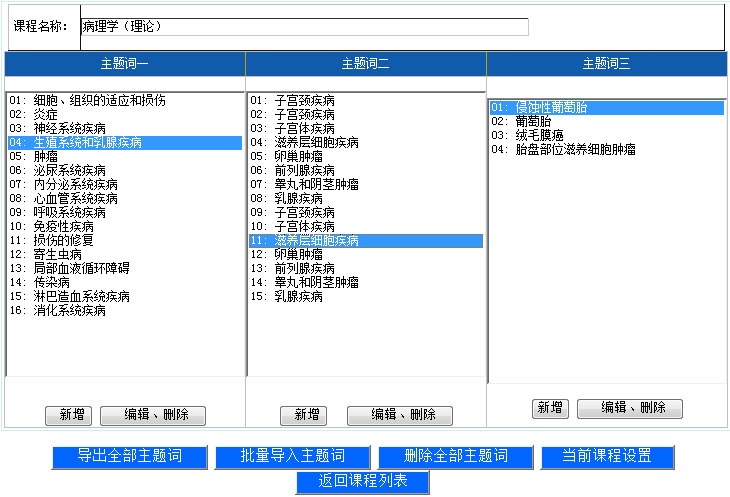 课程名称： 病理学（理论）
主题词一 主题词二 主题词三
01: 细胞、组织的适应和损伤
02: 炎症
03: 神经系统疾病
04: 生殖系统和乳腺疾病
05: 肿瘤
06: 泌尿系统疾病
07: 内分泌系统疾病
08: 心血管系统疾病
09: 呼吸系统疾病
10: 免疫性疾病
11: 损伤的修复
12: 寄生虫病
13: 局部血液循环障碍
14: 传染病
15: 淋巴造血系统疾病
16: 消化系统疾病
01: 子宫颈疾病
02: 子宫颈疾病
03: 子宫体疾病
04: 滋养层细胞疾病
05: 卵巢肿瘤
06: 前列腺疾病
07: 睾丸和阴茎肿瘤
08: 乳腺疾病
09: 子宫颈疾病
10: 子宫体疾病
11: 滋养层细胞疾病
12: 卵巢肿瘤
13: 前列腺疾病
14: 睾丸和阴茎肿瘤
15: 乳腺疾病
01: 侵蚀性葡萄胎
02: 葡萄胎
03: 绒毛膜癌
04: 胎盘部位滋养细胞肿瘤
新增 编辑、删除 新增 编辑、删除 新增 编辑、删除
导出全部主题词 批量导入主题词 删除全部主题词 当前课程设置
返回课程列表